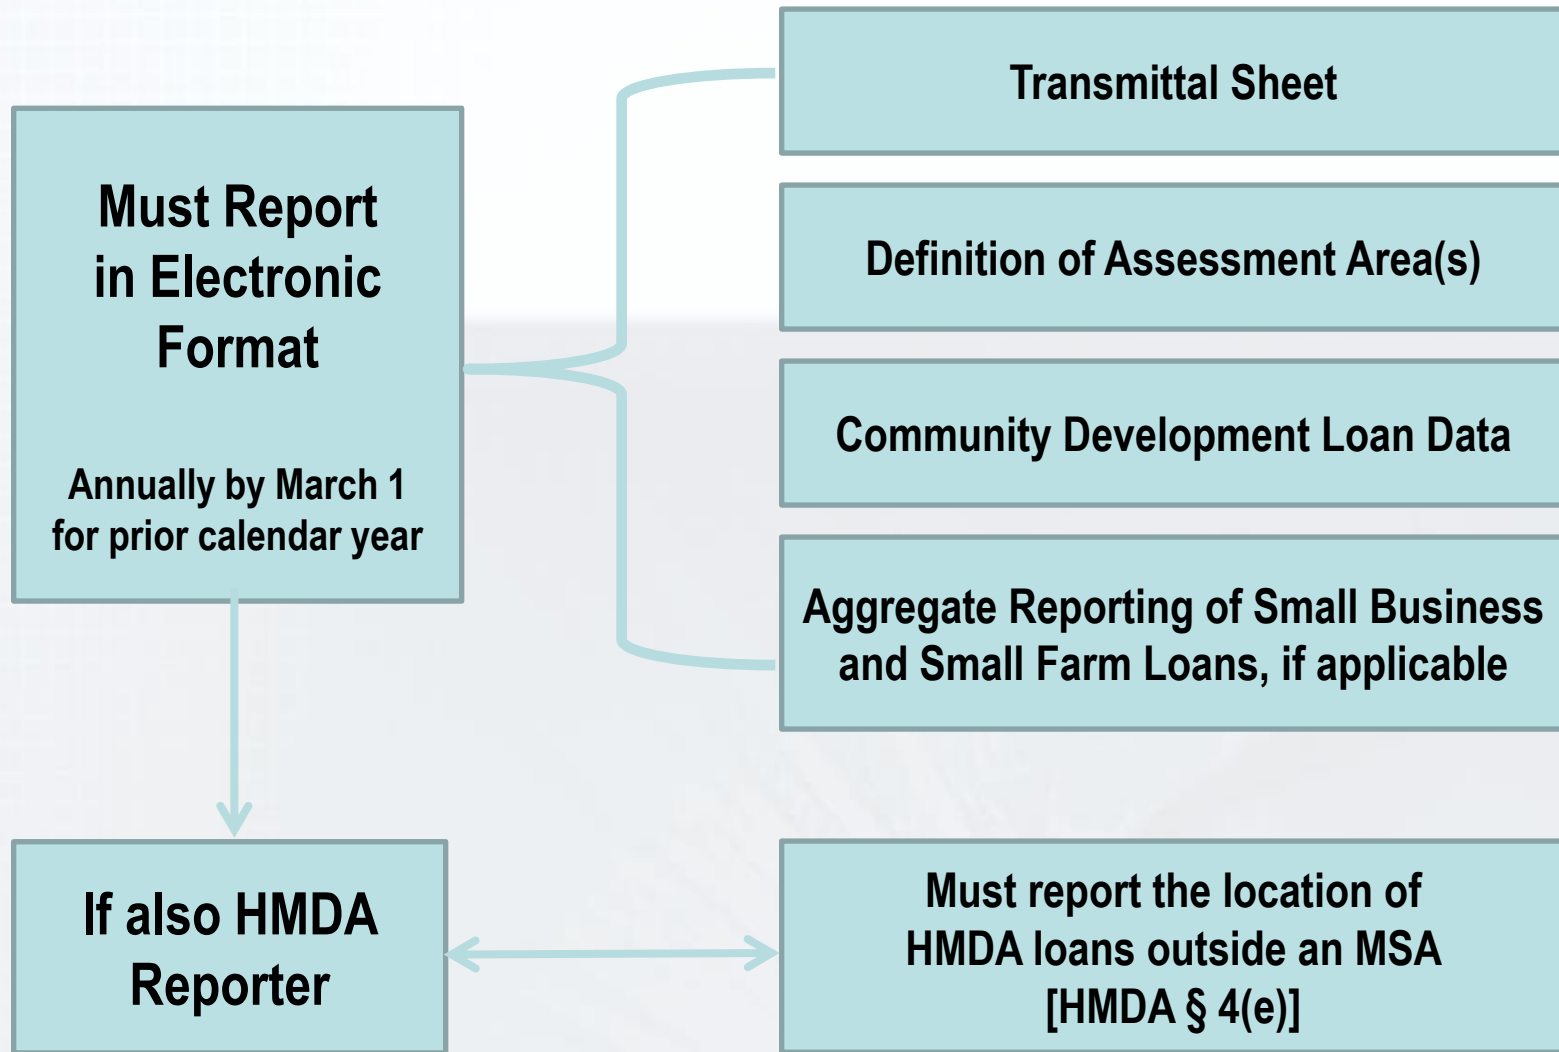 Must Report
in Electronic
Format
Annually by March 1
for prior calendar year
Transmittal Sheet
Definition of Assessment Area(s)
Community Development Loan Data
Aggregate Reporting of Small Business
and Small Farm Loans, if applicable
If also HMDA
Reporter
Must report the location of
HMDA loans outside an MSA
[HMDA § 4(e)]